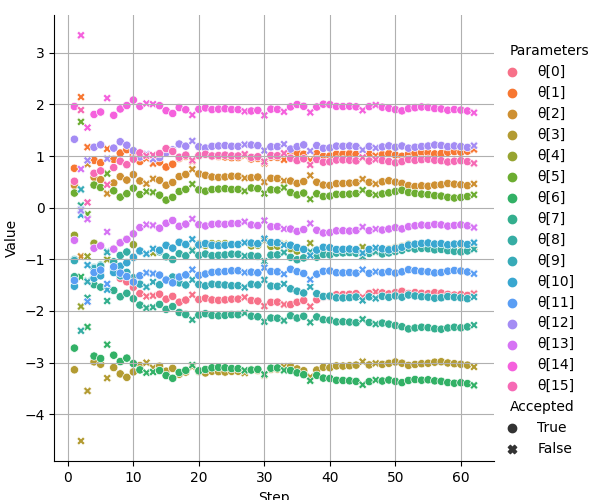 Parameters
θ[0]
θ[1]
θ[2]
θ[3]
θ[4]
θ[5]
θ[6]
θ[7]
θ[8]
θ[9]
θ[10]
θ[11]
θ[12]
θ[13]
θ[14]
θ[15]
Accepted
True
False
Value
3
2
1
0
−1
−2
−3
−4
0
10
20
30
40
50
60
Step